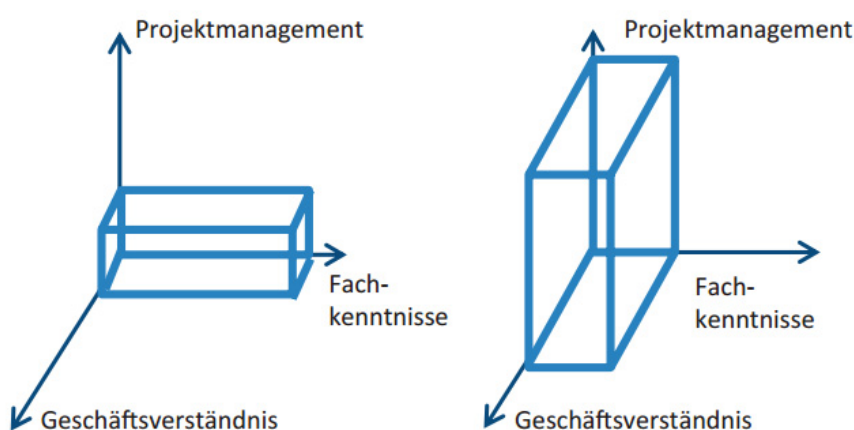 Projektmanagement
Fach-
kenntnisse
Geschäftsverständnis
Projektmanagement
Fach-
kenntnisse
Geschäftsverständnis